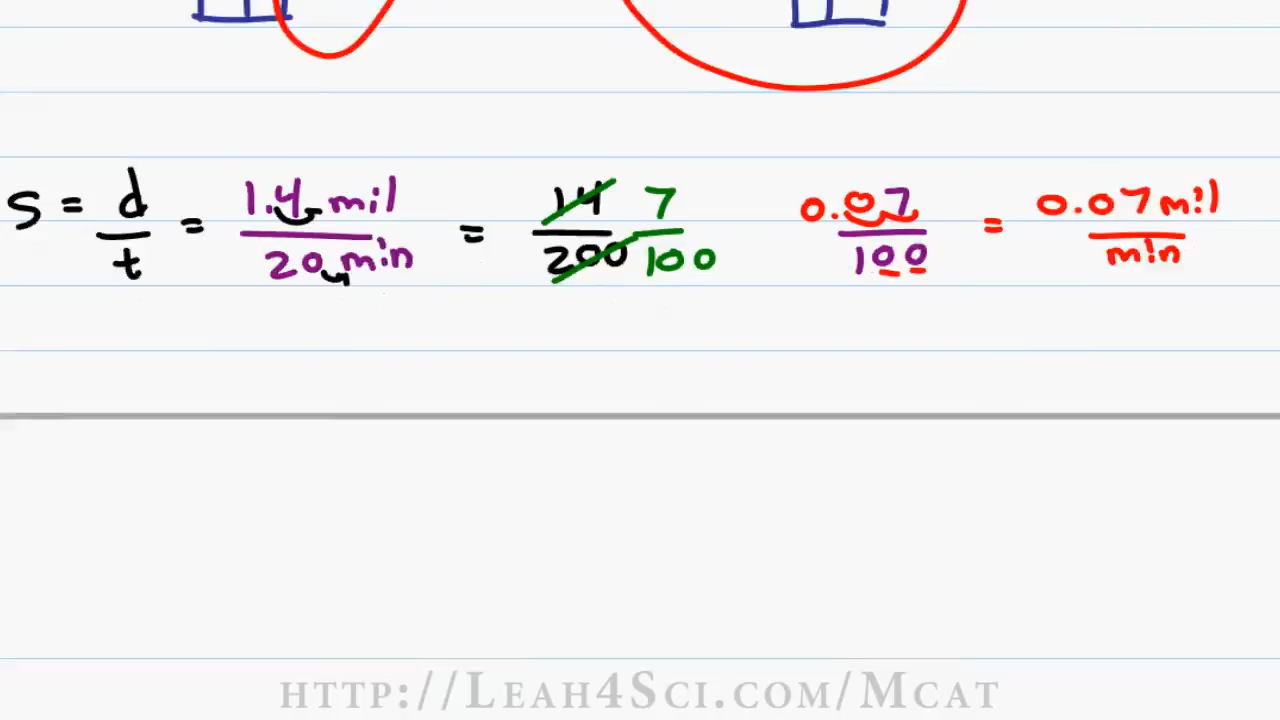 S = d/t = 1.4 mil/20 min = 14/200 7/100 0.07/100 = 0.07 mil/min
http://Leah4Sci.com/Mcat